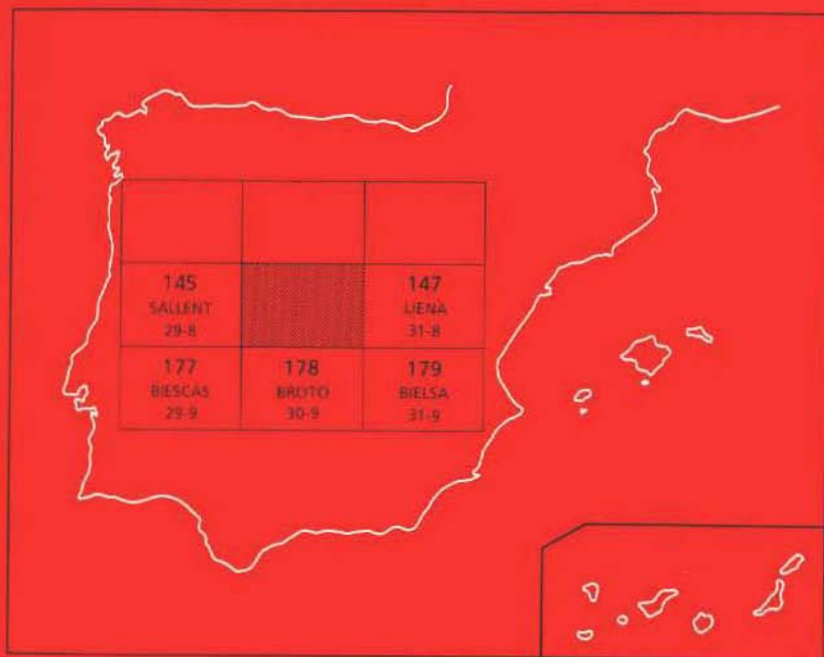 145
SALLENT
29-8
147
LIENA
31-8
177
BIESCAS
29-9
178
BROTO
30-9
179
BIELSA
31-9